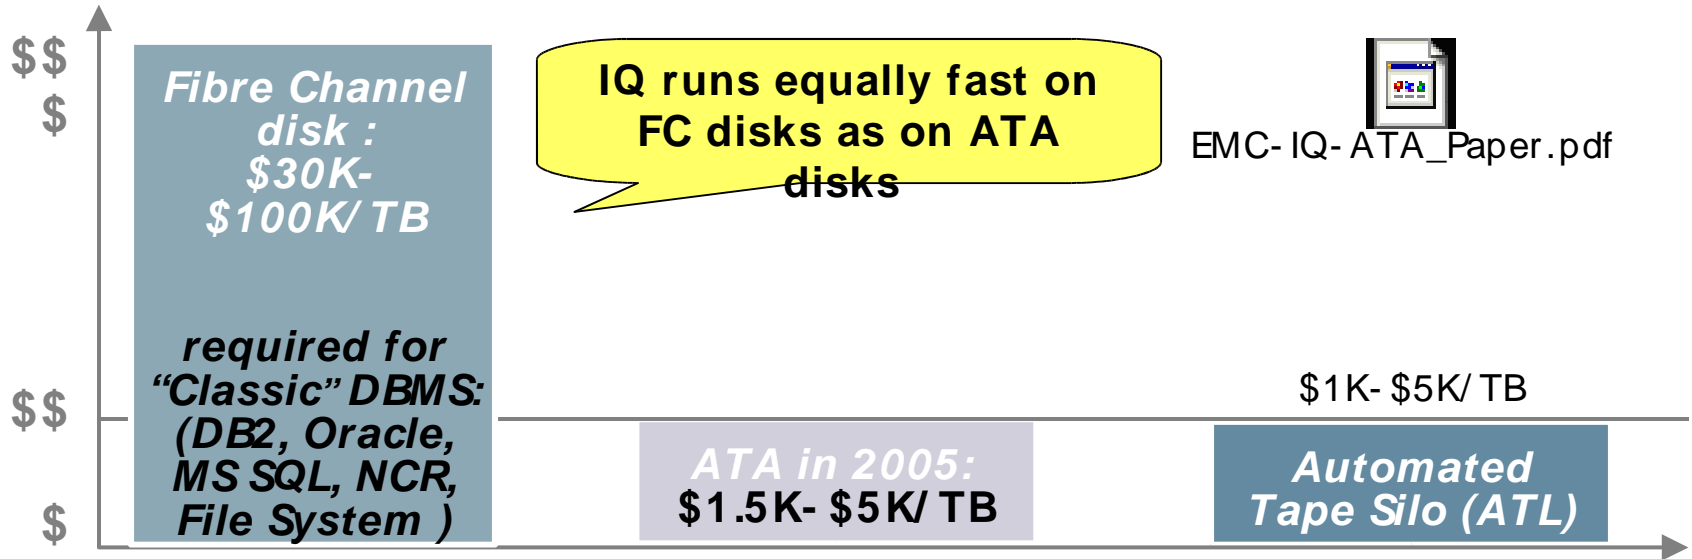 $$
$
$$
$
Fibre Channel
disk :
$30K-
$100K/ TB
required for
“Classic” DBMS:
(DB2, Oracle,
MS SQL, NCR,
File System )
IQ runs equally fast on
FC disks as on ATA
disks
EMC- IQ- ATA_Paper.pdf
ATA in 2005:
$1.5K- $5K/ TB
$1K- $5K/ TB
Automated
Tape Silo (ATL)